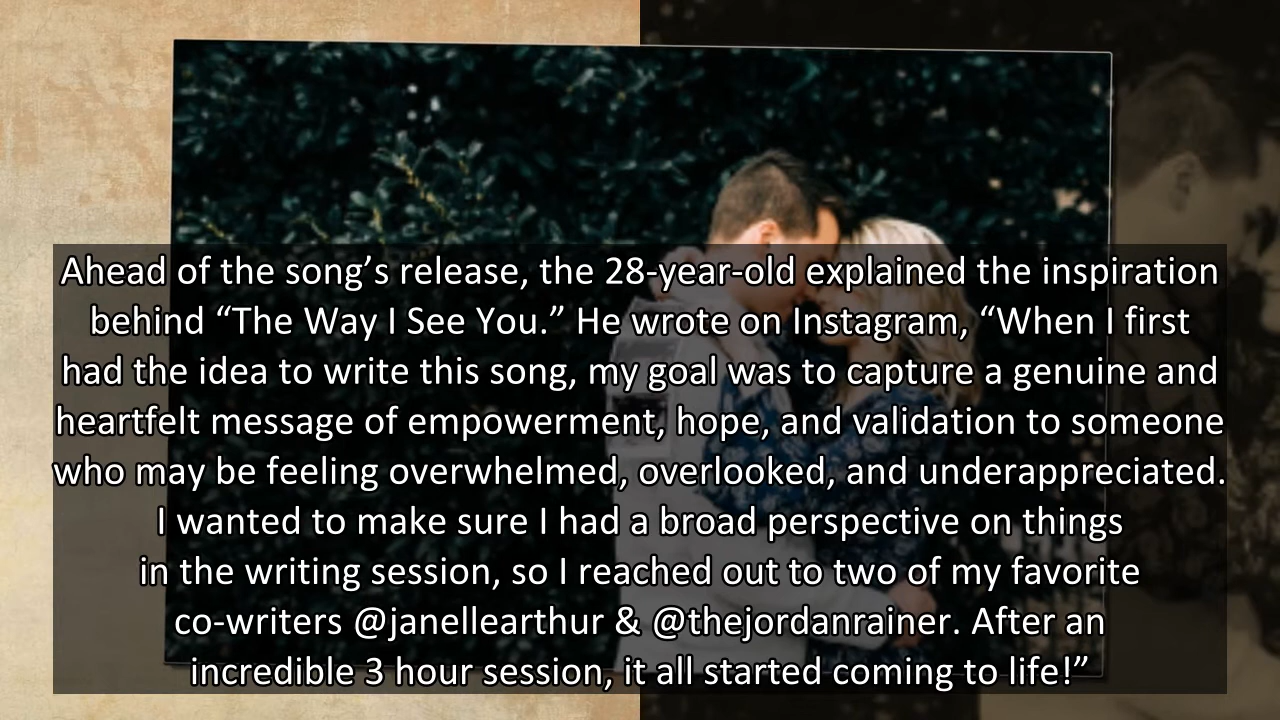 Ahead of the song’s release, the 28-year-old explained the inspiration
behind “The Way I See You.” He wrote on Instagram, “When I first
had the idea to write this song, my goal was to capture a genuine and
heartfelt message of empowerment, hope, and validation to someone
who may be feeling overwhelmed, overlooked, and underappreciated.
I wanted to make sure I had a broad perspective on things
in the writing session, so I reached out to two of my favorite
co-writers @janellearthur & @thejordanrainer. After an
incredible 3 hour session, it all started coming to life!”